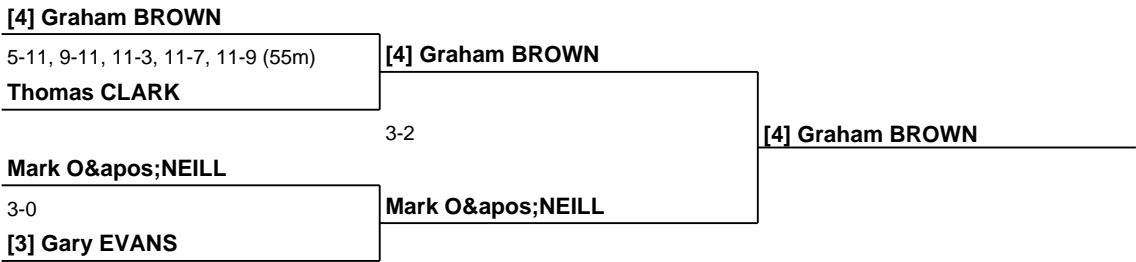 [4] Graham BROWN
5-11, 9-11, 11-3, 11-7, 11-9 (55m)
[4] Graham BROWN
Thomas CLARK
3-2
[4] Graham BROWN
Mark O&apos;NEILL
3-0
Mark O&apos;NEILL
[3] Gary EVANS